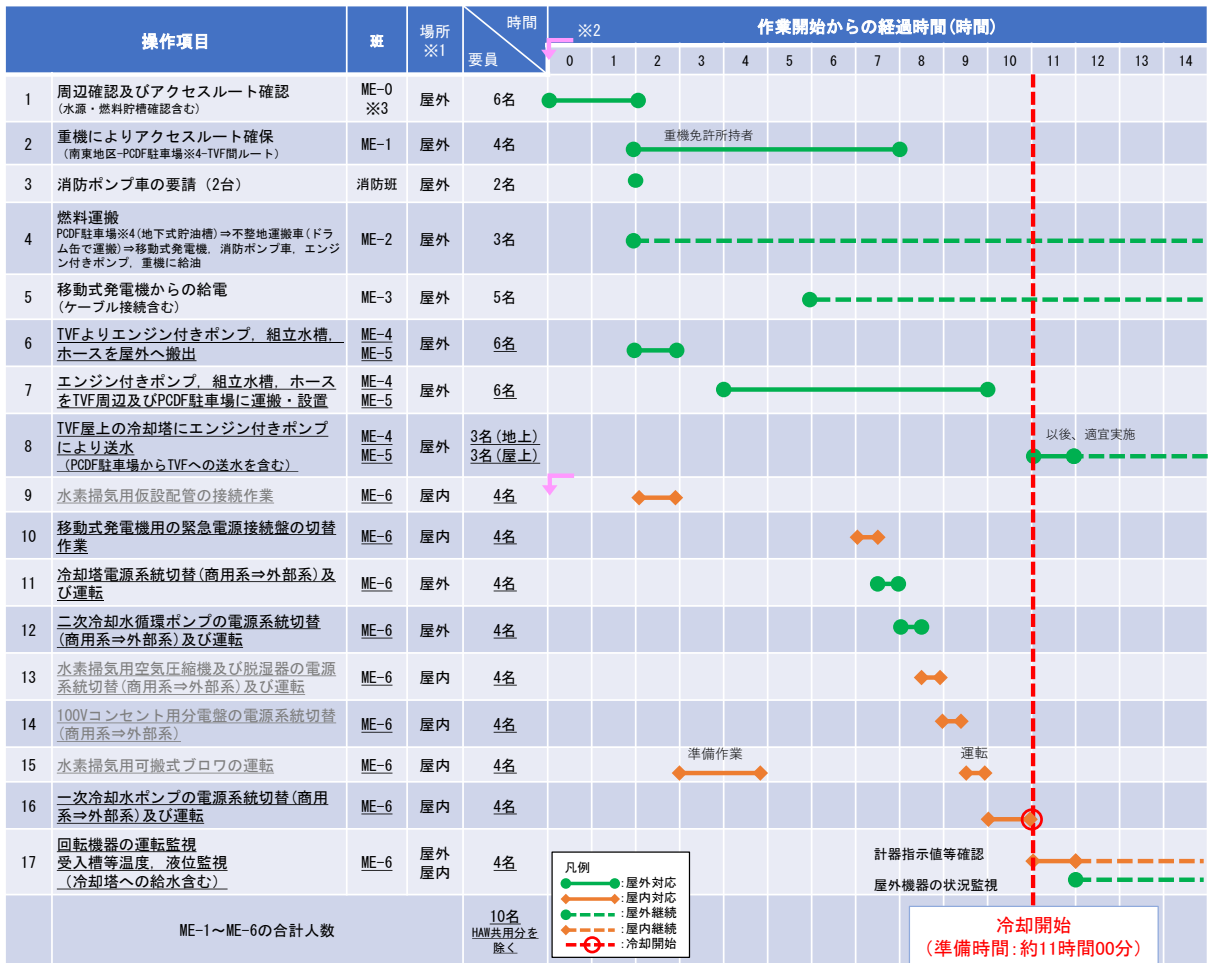 操作項目
班
場所
※1
時間
要員
※2
作業開始からの経過時間(時間)
0 1 2 3 4 5 6 7 8 9 10 11 12 13 14
1
周辺確認及びアクセスルート確認
(水源・燃料貯槽確認含む)
ME-0
※3
屋外
6名
2
重機によりアクセスルート確保
(南東地区-PCDF駐車場※4-TVF間ルート)
ME-1
屋外
4名
重機免許所持者
3
消防ポンプ車の要請（2台）
消防班
屋外
2名
4
燃料運搬
PCDF駐車場※4(地下式貯油槽)⇒不整地運搬車(ドラ
ム缶で運搬)⇒移動式発電機，消防ポンプ車，エンジ
ン付きポンプ，重機に給油
ME-2
屋外
3名
5
移動式発電機からの給電
(ケーブル接続含む)
ME-3
屋外
5名
6
TVFよりエンジン付きポンプ，組立水槽，
ホースを屋外へ搬出
ME-4
ME-5
屋外
6名
7
エンジン付きポンプ，組立水槽，ホース
をTVF周辺及びPCDF駐車場に運搬・設置
ME-4
ME-5
屋外
6名
8
TVF屋上の冷却塔にエンジン付きポンプ
により送水
（PCDF駐車場からTVFへの送水を含む）
ME-4
ME-5
屋外
3名(地上)
3名(屋上)
以後、適宜実施
9
水素掃気用仮設配管の接続作業
ME-6
屋内
4名
10
移動式発電機用の緊急電源接続盤の切替
作業
ME-6
屋内
4名
11
冷却塔電源系統切替(商用系⇒外部系)及
び運転
ME-6
屋外
4名
12
二次冷却水循環ポンプの電源系統切替
(商用系⇒外部系)及び運転
ME-6
屋外
4名
13
水素掃気用空気圧縮機及び脱湿器の電源
系統切替(商用系⇒外部系)及び運転
ME-6
屋内
4名
14
100Vコンセント用分電盤の電源系統切替
(商用系⇒外部系)
ME-6
屋内
4名
15
水素掃気用可搬式ブロワの運転
ME-6
屋内
4名
準備作業
運転
16
一次冷却水ポンプの電源系統切替(商用
系⇒外部系)及び運転
ME-6
屋内
4名
17
回転機器の運転監視
受入槽等温度，液位監視
（冷却塔への給水含む）
ME-6
屋外
屋内
4名
計器指示値等確認
屋外機器の状況監視
ME-1～ME-6の合計人数
10名
HAW共用分を
除く
凡例
:屋外対応
:屋内対応
:屋外継続
:屋内継続
:冷却開始
冷却開始
（準備時間:約11時間00分）